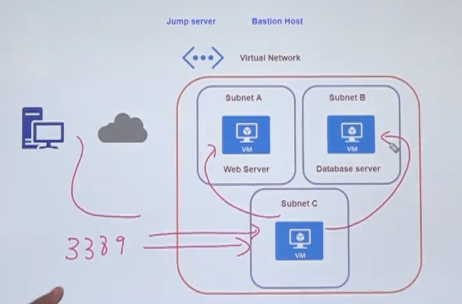 Jump server Bastion Host
Virtual Network
Subnet A Subnet B
VM VM
Web Server Database server
Subnet C
3389
VM